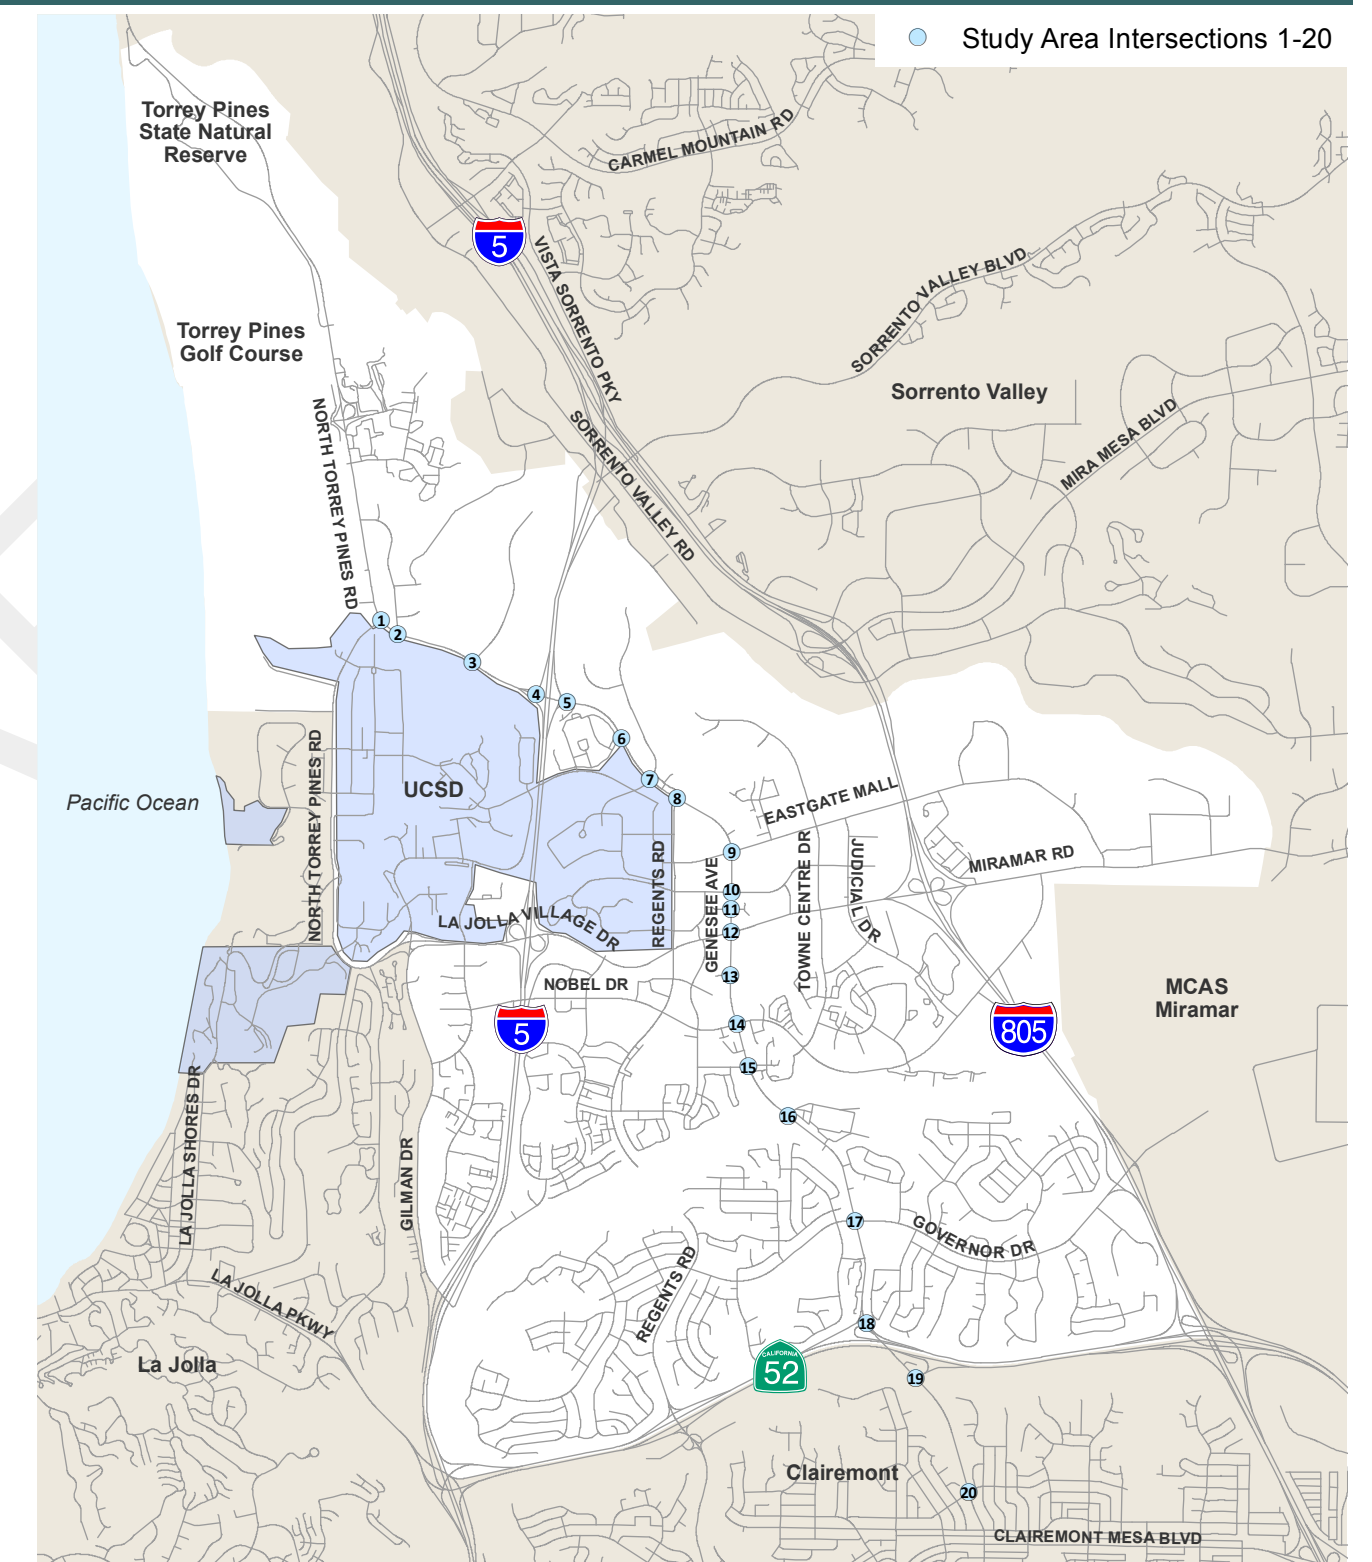 Study Area Intersections 1-20
Torrey Pines
State Natural
Reserve
CARMEL MOUNTAIN RD
5
VISTA SORRENTO PKY
SORRENTO VALLEY BLVD
Torrey Pines
Golf Course
Sorrento Valley
NORTH TORREY PINES RD
SORRENTO VALLEY RD
MIRA MESA BLVD
1
2
3
4
5
6
7
8
UCSD
Pacific Ocean
NORTH TORREY PINES RD
EASTGATE MALL
9
MIRAMAR RD
REGENTS RD
GENESEE AVE
TOWNE CENTRE DR
JUDICIAL DR
10
11
12
LA JOLLA VILLAGE DR
13
NOBEL DR
MCAS
Miramar
5
14
805
15
16
LA JOLLA SHORES DR
GILMAN DR
17
GOVERNOR DR
REGENTS RD
LA JOLLA PKWY
18
La Jolla
CALIFORNIA
52
19
Clairemont
20
CLAIREMONT MESA BLVD